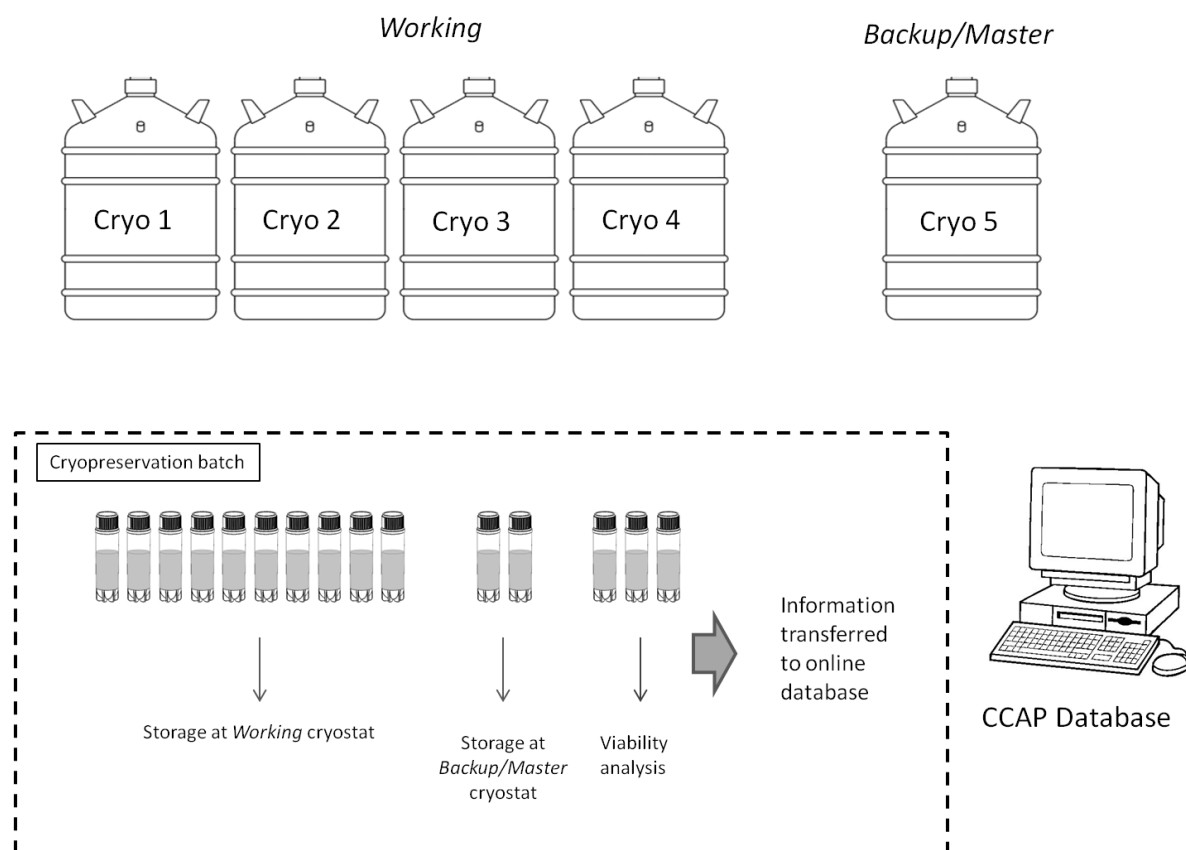 Working
Backup/Master
Cryo 1
Cryo 2
Cryo 3
Cryo 4
Cryo 5
Cryopreservation batch
Storage at Working cryostat
Storage at
Backup/Master
cryostat
Viability
analysis
Information
transferred
to online
database
CCAP Database